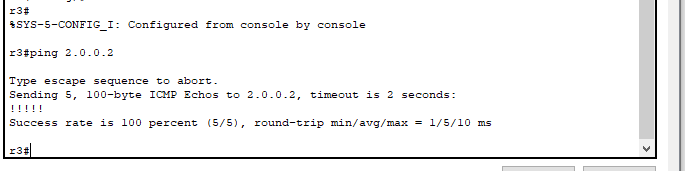 r3#
%SYS-5-CONFIG_I: Configured from console by console
r3#ping 2.0.0.2
Type escape sequence to abort.
Sending 5, 100-byte ICMP Echos to 2.0.0.2, timeout is 2 seconds:
!!!!!
Success rate is 100 percent (5/5), round-trip min/avg/max = 1/5/10 ms
r3#